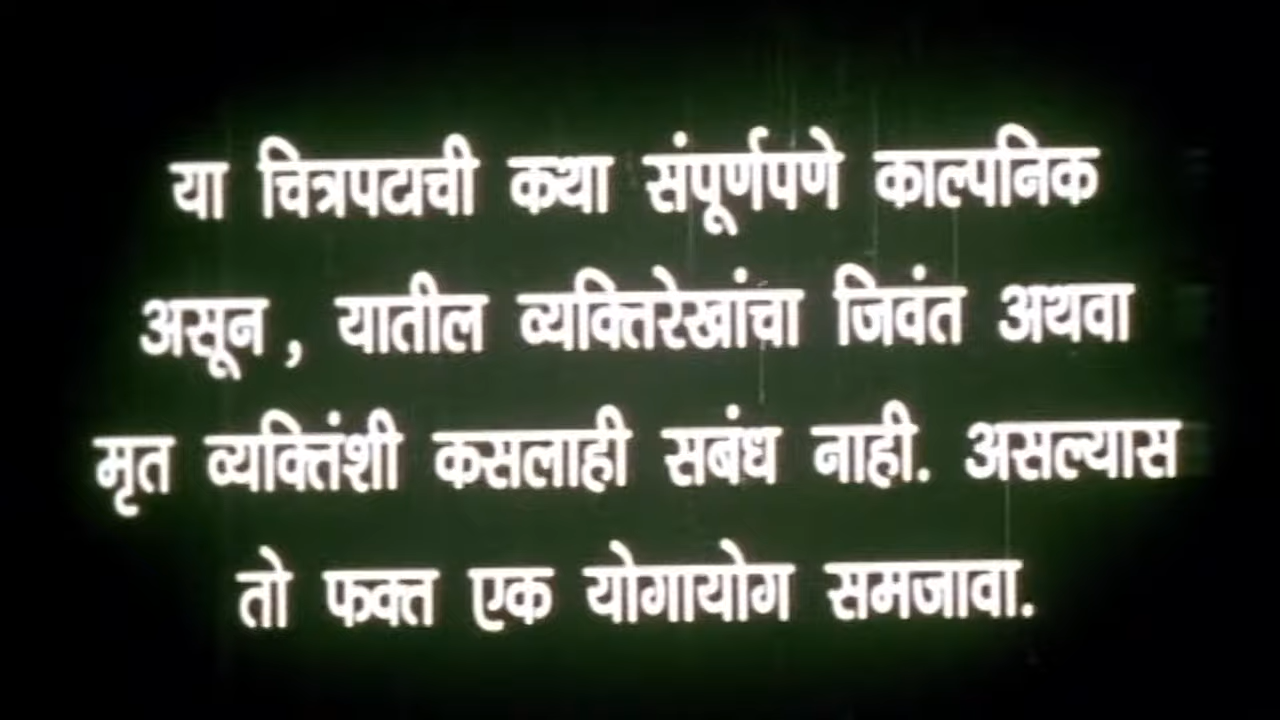 या चित्रपटाची कथा संपूर्णपणे काल्पनिक
असून , यातील व्यक्तिरेखांचा जिवंत अथवा
मृत व्यक्तिंशी कसलाही सबंध नाही. असल्यास
तो फक्त एक योगायोग समजावा.